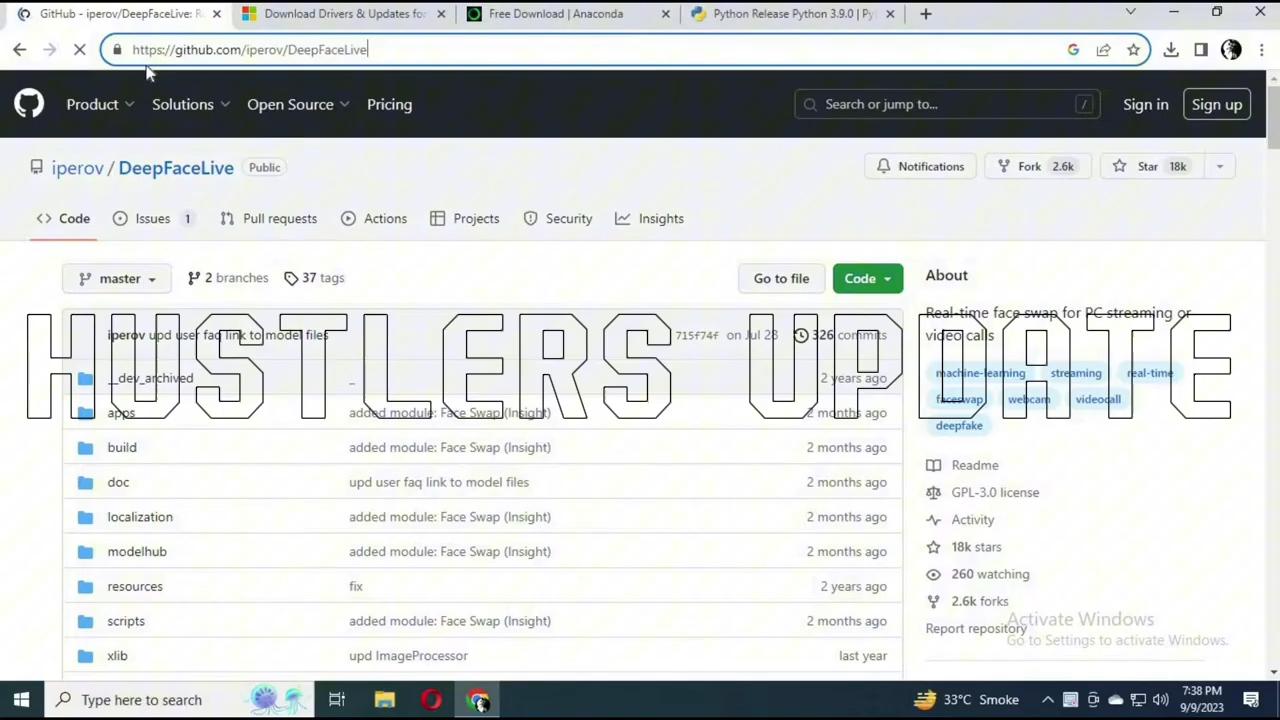 GitHub - iperov/DeepFaceLive: R
Download Drivers & Updates for
Free Download | Anaconda
Python Release Python 3.9.0 | Py
https://github.com/iperov/DeepFaceLive
Product
Solutions
Open Source
Pricing
Search or jump to...
/
Sign in
Sign up
iperov / DeepFaceLive
Public
Notifications
Fork 2.6k
Star 18k
<> Code
Issues 1
Pull requests
Actions
Projects
Security
Insights
master
2 branches
37 tags
Go to file
Code
About
Real-time face swap for PC streaming or
video calls
iperov upd user faq link to model files
715f74f on Jul 28
326 commits
HUSTLERS UPDATE
__dev_archived
_
2 years ago
machine-learning streaming real-time
apps
added module: Face Swap (Insight)
2 months ago
faceswap webcam videocall
deepfake
build
added module: Face Swap (Insight)
2 months ago
doc
upd user faq link to model files
2 months ago
localization
added module: Face Swap (Insight)
2 months ago
modelhub
added module: Face Swap (Insight)
2 months ago
resources
fix
2 years ago
scripts
added module: Face Swap (Insight)
2 months ago
xlib
upd ImageProcessor
last year
Readme
GPL-3.0 license
Activity
18k stars
260 watching
2.6k forks
Report repository
Activate Windows
Go to Settings to activate Windows.
Type here to search
33°C Smoke
7:38 PM
9/9/2023